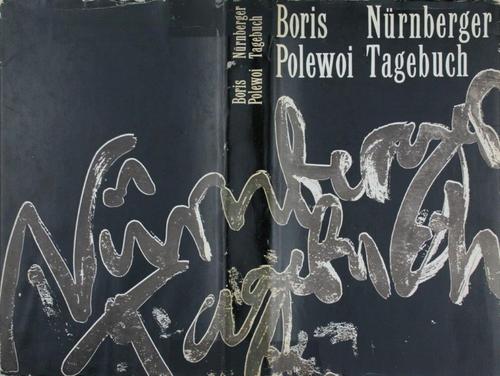 Boris Nürnberger
Polewoi Tagebuch
Boris Nürnberger
Polewoi Tagebuch
Nürnberger
Tagebuch